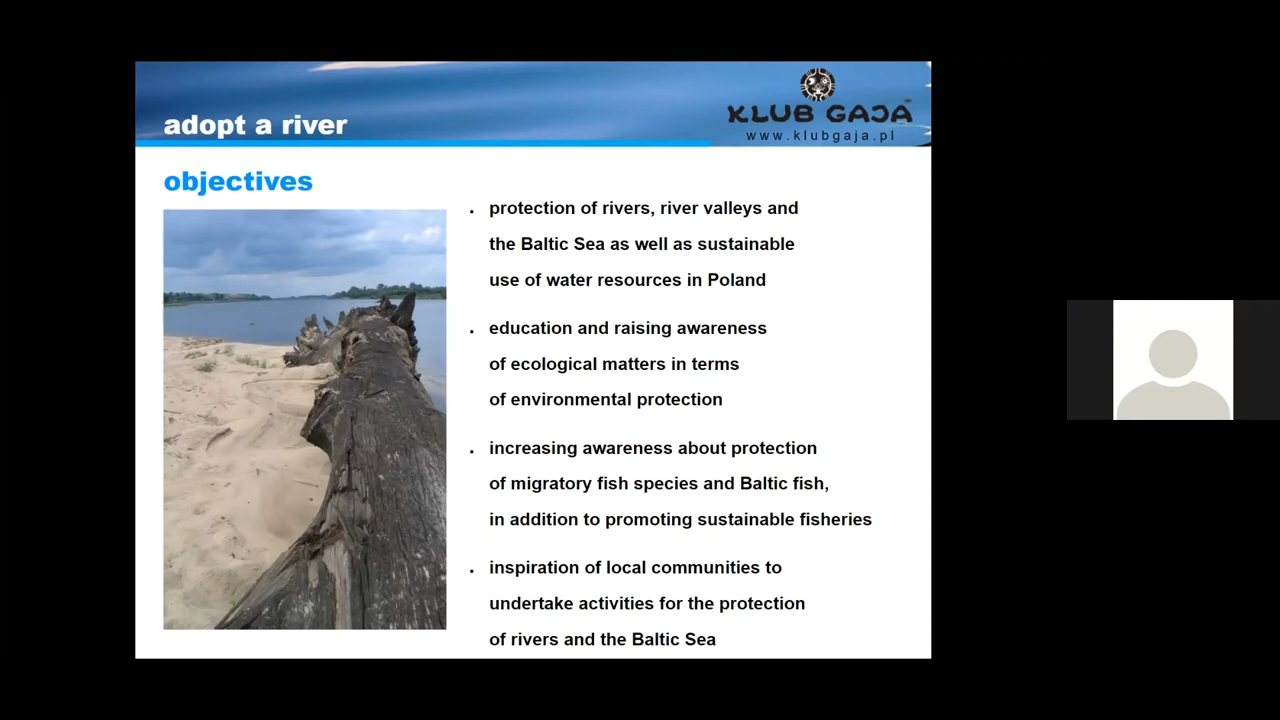 adopt a river
KLUB GAJA
www.klubgaja.pl
objectives
protection of rivers, river valleys and
the Baltic Sea as well as sustainable
use of water resources in Poland
education and raising awareness
of ecological matters in terms
of environmental protection
increasing awareness about protection
of migratory fish species and Baltic fish,
in addition to promoting sustainable fisheries
inspiration of local communities to
undertake activities for the protection
of rivers and the Baltic Sea